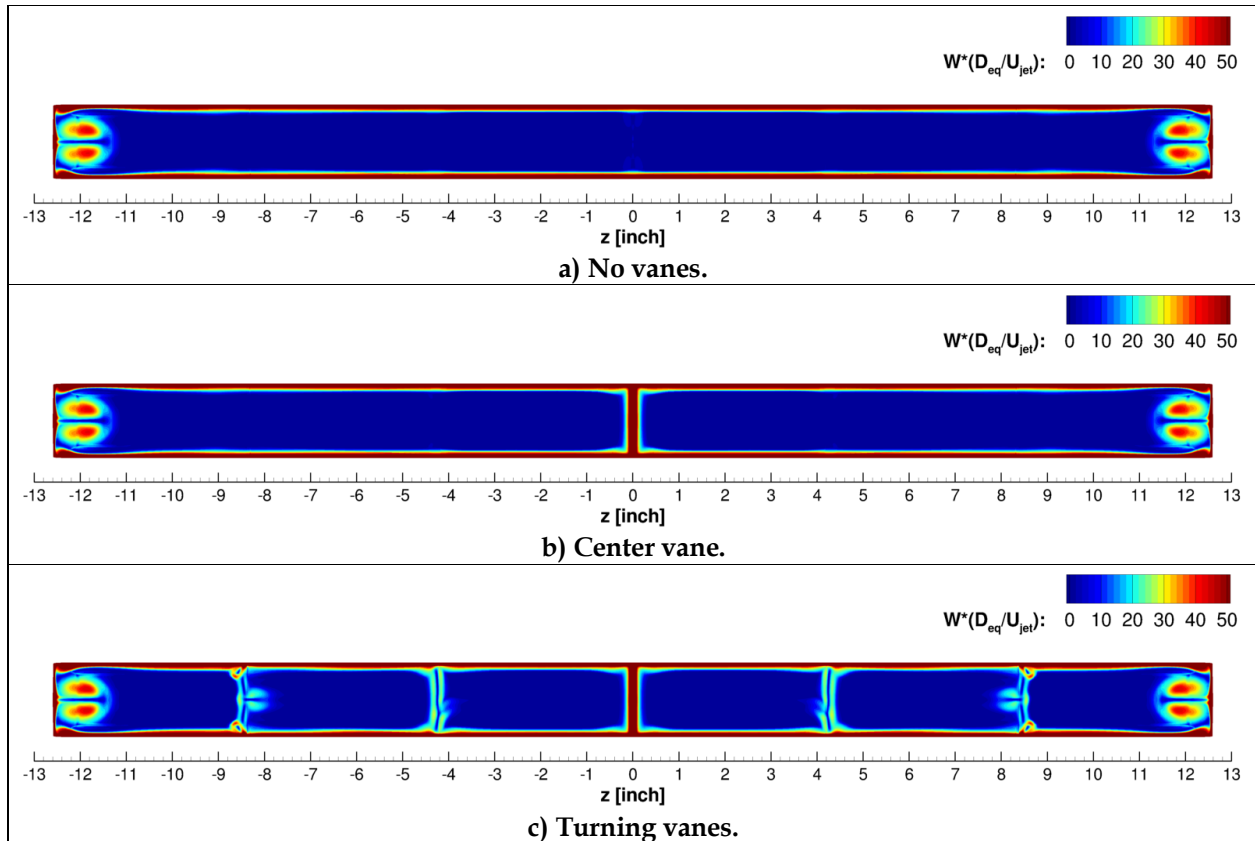 W*(D_eq/U_jet): 0 10 20 30 40 50
-13 -12 -11 -10 -9 -8 -7 -6 -5 -4 -3 -2 -1 0 1 2 3 4 5 6 7 8 9 10 11 12 13
z [inch]
a) No vanes.
W*(D_eq/U_jet): 0 10 20 30 40 50
-13 -12 -11 -10 -9 -8 -7 -6 -5 -4 -3 -2 -1 0 1 2 3 4 5 6 7 8 9 10 11 12 13
z [inch]
b) Center vane.
W*(D_eq/U_jet): 0 10 20 30 40 50
-13 -12 -11 -10 -9 -8 -7 -6 -5 -4 -3 -2 -1 0 1 2 3 4 5 6 7 8 9 10 11 12 13
z [inch]
c) Turning vanes.